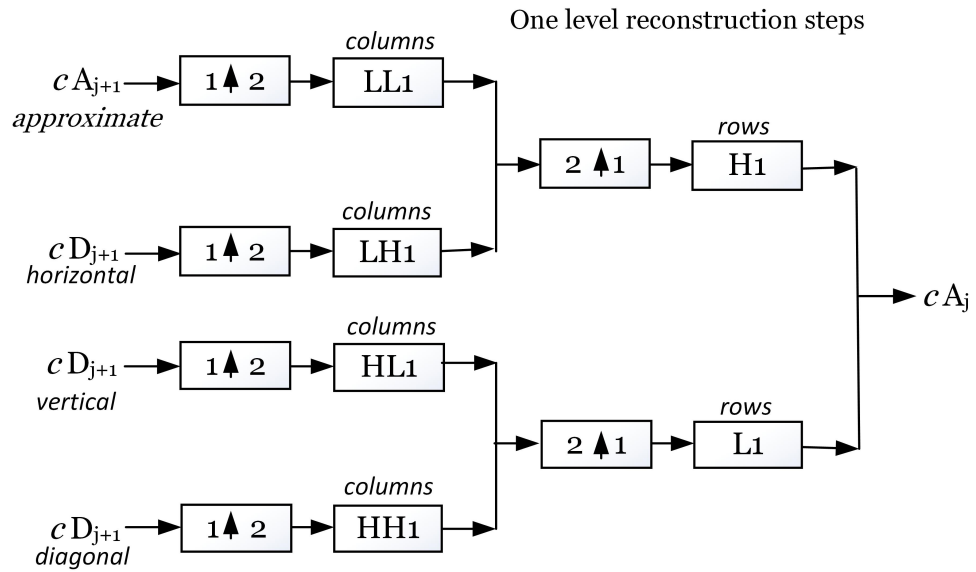 One level reconstruction steps
columns
cAj+1
1 2
LL1
approximate
rows
2 1
H1
columns
cDj+1
1 2
LH1
horizontal
cAj
columns
cDj+1
1 2
HL1
vertical
rows
2 1
L1
columns
cDj+1
1 2
HH1
diagonal